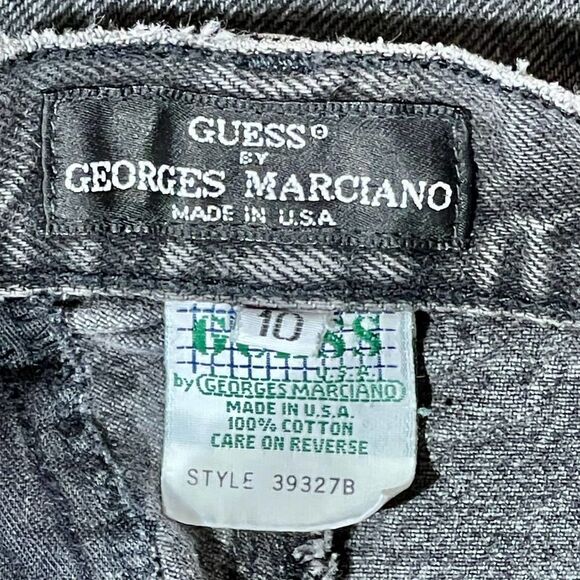 GUESS®
BY
GEORGES MARCIANO
MADE IN U.S.A
10
GUESS
U.S.A.
by GEORGES MARCIANO
MADE IN U.S.A.
100% COTTON
CARE ON REVERSE
STYLE 39327B